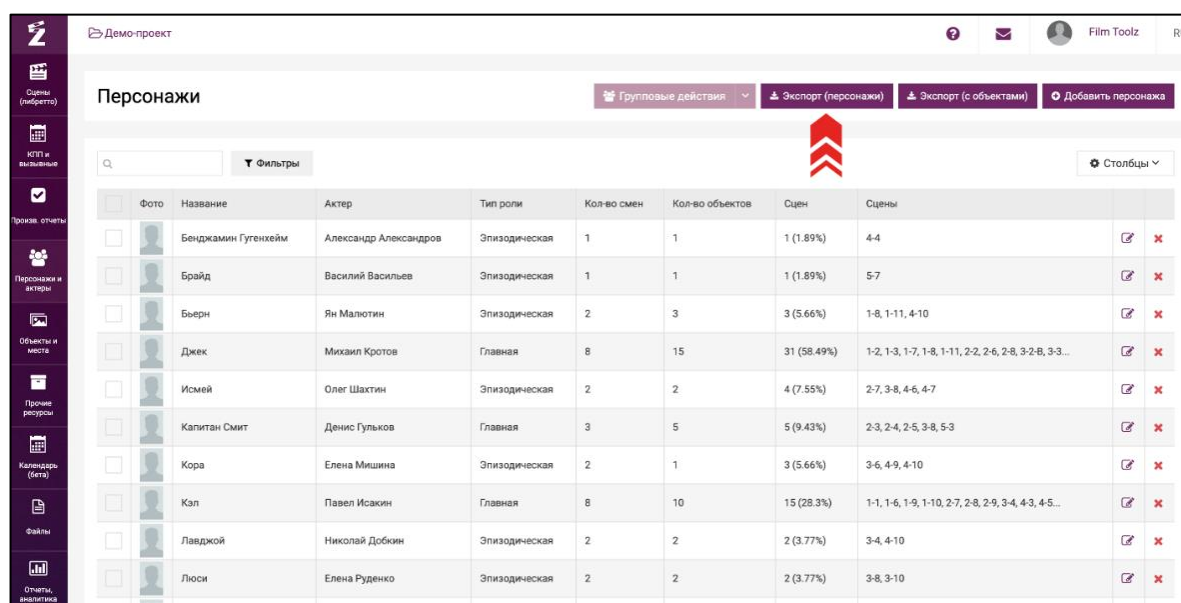 Демо-проект
Film Toolz
Сцены
(либретто)
КПП и
вызывные
Произв. отчеты
Персонажи и
актеры
Объекты и
места
Прочие
ресурсы
Календарь
(бета)
Файлы
Отчеты,
аналитика
Персонажи
Групповые действия
Экспорт (персонажи)
Экспорт (с объектами)
Добавить персонажа
Фильтры
Столбцы
Фото Название Актер Тип роли Кол-во смен Кол-во объектов Сцен Сцены
Бенджамин Гугенхейм Александр Александров Эпизодическая 1 1 1 (1.89%) 4-4
Брайд Василий Васильев Эпизодическая 1 1 1 (1.89%) 5-7
Бьерн Ян Малютин Эпизодическая 2 3 3 (5.66%) 1-8, 1-11, 4-10
Джек Михаил Кротов Главная 8 15 31 (58.49%) 1-2, 1-3, 1-7, 1-8, 1-11, 2-2, 2-6, 2-8, 3-2-В, 3-3...
Исмей Олег Шахтин Эпизодическая 2 2 4 (7.55%) 2-7, 3-8, 4-6, 4-7
Капитан Смит Денис Гульков Главная 3 5 5 (9.43%) 2-3, 2-4, 2-5, 3-8, 5-3
Кора Елена Мишина Эпизодическая 2 1 3 (5.66%) 3-6, 4-9, 4-10
Кэл Павел Исакин Главная 8 10 15 (28.3%) 1-1, 1-6, 1-9, 1-10, 2-7, 2-8, 2-9, 3-4, 4-3, 4-5...
Лавджой Николай Добкин Эпизодическая 2 2 2 (3.77%) 3-4, 4-10
Люси Елена Руденко Эпизодическая 2 2 2 (3.77%) 3-8, 3-10